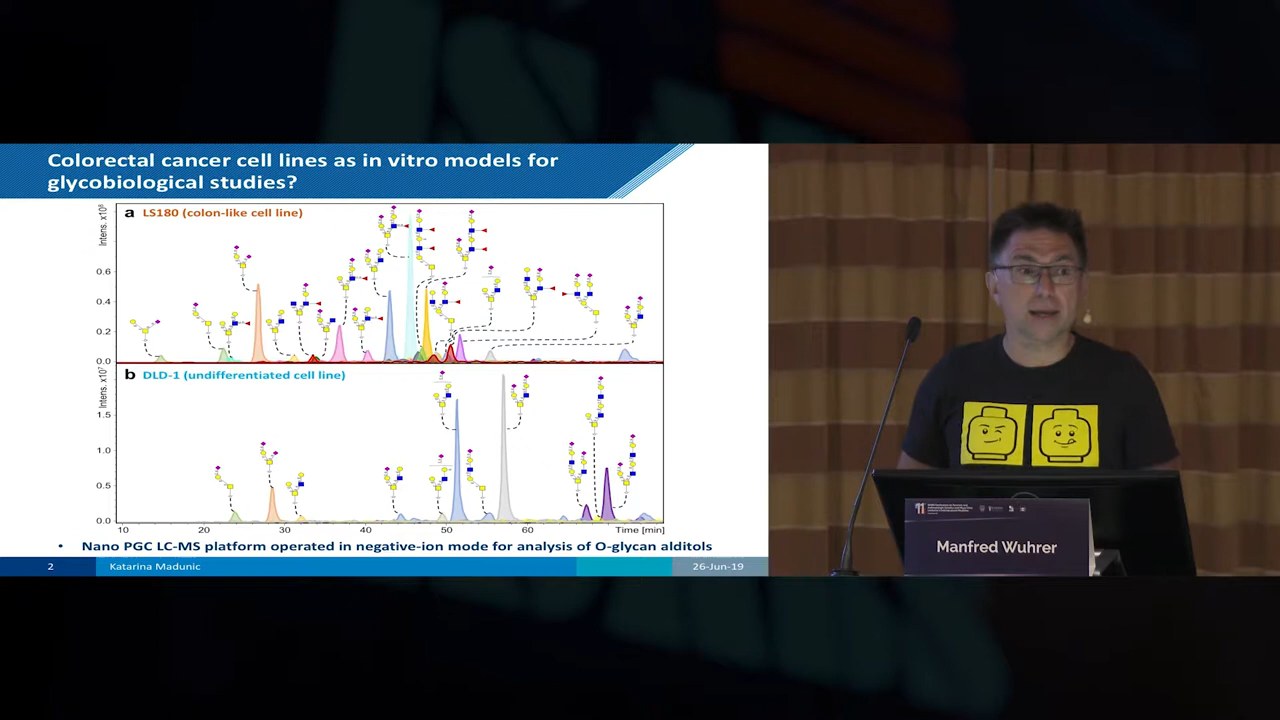 Colorectal cancer cell lines as in vitro models for
glycobiological studies?
a LS180 (colon-like cell line)
Intens. x10⁸
0.6
0.4
0.2
0.0
b DLD-1 (undifferentiated cell line)
Intens. x10⁷
1.5
1.0
0.5
0.0
10 20 30 40 50 60 Time [min]
• Nano PGC LC-MS platform operated in negative-ion mode for analysis of O-glycan alditols
2 Katarina Madunic 26-Jun-19
11
Manfred Wuhrer